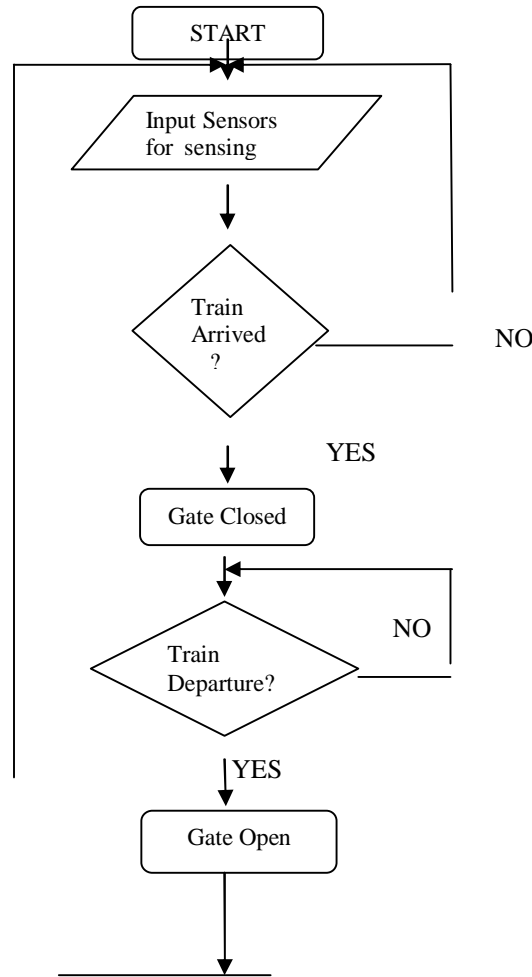 START
Input Sensors
for sensing
Train
Arrived
?
NO
YES
Gate Closed
NO
Train
Departure?
YES
Gate Open